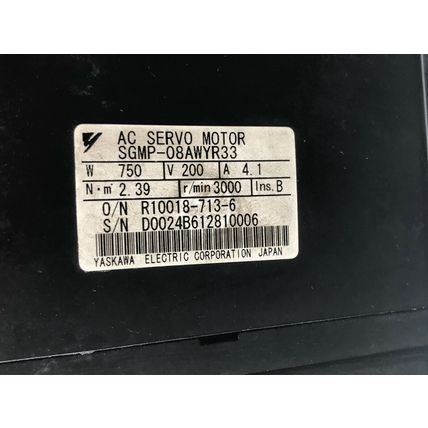 AC SERVO MOTOR
SGMP-08AWYR33
W 750 V 200 A 4.1
N·m 2.39 r/min 3000 Ins. B
O/N R10018-713-6
S/N D0024B612810006
YASKAWA ELECTRIC CORPORATION JAPAN